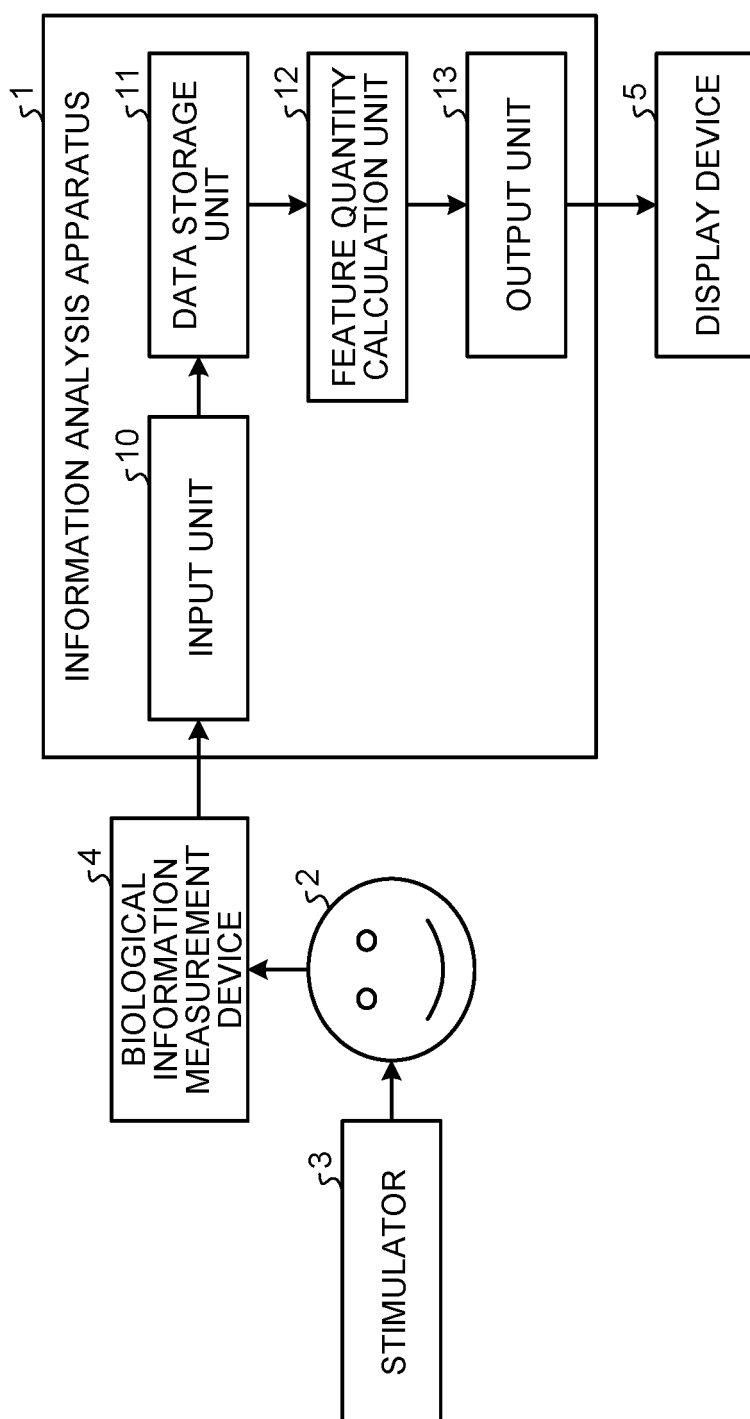 1
INFORMATION ANALYSIS APPARATUS
4
BIOLOGICAL
INFORMATION
MEASUREMENT
DEVICE
10
INPUT UNIT
11
DATA STORAGE
UNIT
3
STIMULATOR
2
12
FEATURE QUANTITY
CALCULATION UNIT
13
OUTPUT UNIT
5
DISPLAY DEVICE